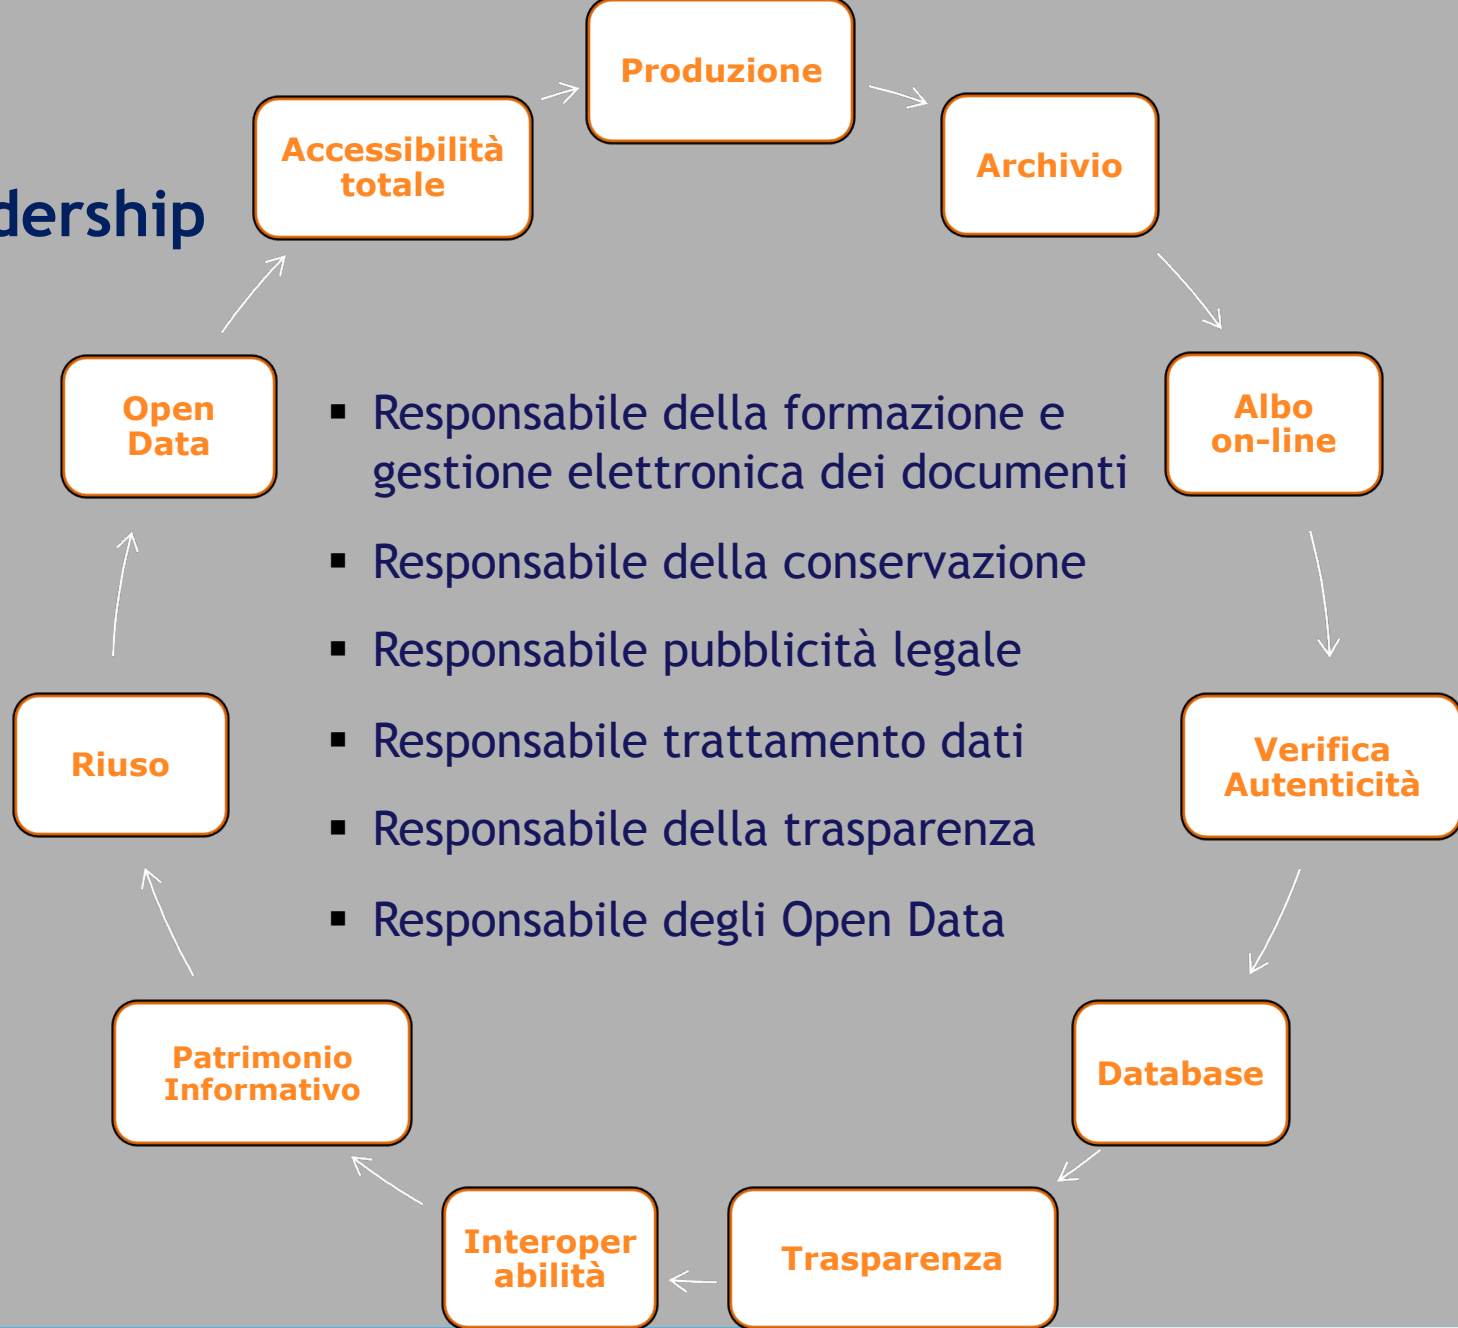 Produzione
Accessibilità
totale
Archivio
dership
Open
Data
Albo
on-line
▪ Responsabile della formazione e
gestione elettronica dei documenti
▪ Responsabile della conservazione
▪ Responsabile pubblicità legale
▪ Responsabile trattamento dati
▪ Responsabile della trasparenza
▪ Responsabile degli Open Data
Riuso
Verifica
Autenticità
Patrimonio
Informativo
Database
Interoper
abilità
Trasparenza